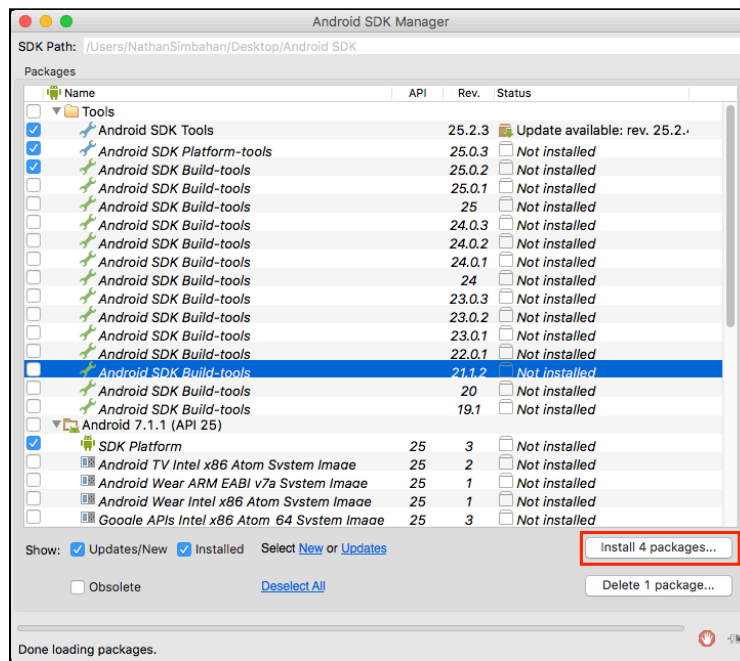 Android SDK Manager
SDK Path: /Users/NathanSimbahan/Desktop/Android SDK
Packages
Name API Rev. Status
Tools
Android SDK Tools 25.2.3 Update available: rev. 25.2.4
Android SDK Platform-tools 25.0.3 Not installed
Android SDK Build-tools 25.0.2 Not installed
Android SDK Build-tools 25.0.1 Not installed
Android SDK Build-tools 25 Not installed
Android SDK Build-tools 24.0.3 Not installed
Android SDK Build-tools 24.0.2 Not installed
Android SDK Build-tools 24.0.1 Not installed
Android SDK Build-tools 24 Not installed
Android SDK Build-tools 23.0.3 Not installed
Android SDK Build-tools 23.0.2 Not installed
Android SDK Build-tools 23.0.1 Not installed
Android SDK Build-tools 22.0.1 Not installed
Android SDK Build-tools 21.1.2 Not installed
Android SDK Build-tools 20 Not installed
Android SDK Build-tools 19.1 Not installed
Android 7.1.1 (API 25)
SDK Platform 25 3 Not installed
Android TV Intel x86 Atom System Image 25 2 Not installed
Android Wear ARM EABI v7a System Image 25 1 Not installed
Android Wear Intel x86 Atom System Image 25 1 Not installed
Google APIs Intel x86 Atom_64 System Image 25 3 Not installed
Show: Updates/New Installed Select New or Updates Install 4 packages...
Obsolete Deselect All Delete 1 package...
Done loading packages.